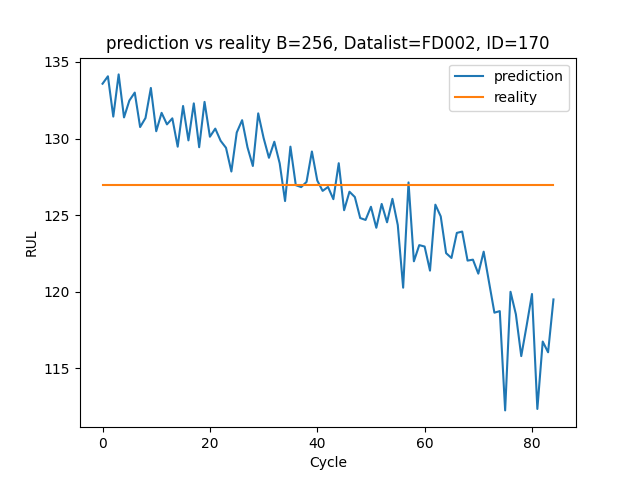 prediction vs reality B=256, Datalist=FD002, ID=170
prediction
reality
135
130
125
120
115
RUL
0
20
40
60
80
Cycle